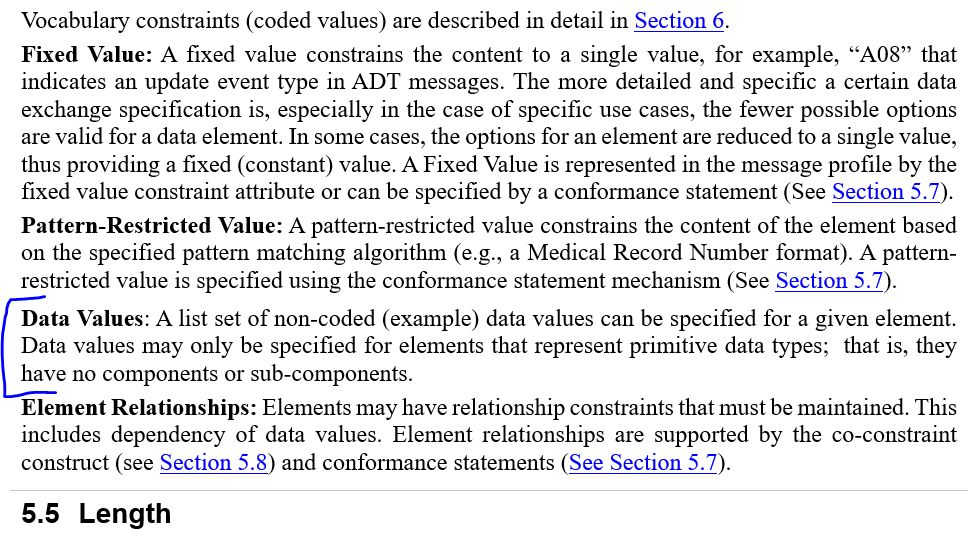 Vocabulary constraints (coded values) are described in detail in Section 6.
Fixed Value: A fixed value constrains the content to a single value, for example, “A08” that
indicates an update event type in ADT messages. The more detailed and specific a certain data
exchange specification is, especially in the case of specific use cases, the fewer possible options
are valid for a data element. In some cases, the options for an element are reduced to a single value,
thus providing a fixed (constant) value. A Fixed Value is represented in the message profile by the
fixed value constraint attribute or can be specified by a conformance statement (See Section 5.7).
Pattern-Restricted Value: A pattern-restricted value constrains the content of the element based
on the specified pattern matching algorithm (e.g., a Medical Record Number format). A pattern-
restricted value is specified using the conformance statement mechanism (See Section 5.7).
Data Values: A list set of non-coded (example) data values can be specified for a given element.
Data values may only be specified for elements that represent primitive data types;  that is, they
have no components or sub-components.
Element Relationships: Elements may have relationship constraints that must be maintained. This
includes dependency of data values. Element relationships are supported by the co-constraint
construct (see Section 5.8) and conformance statements (See Section 5.7).
5.5 Length